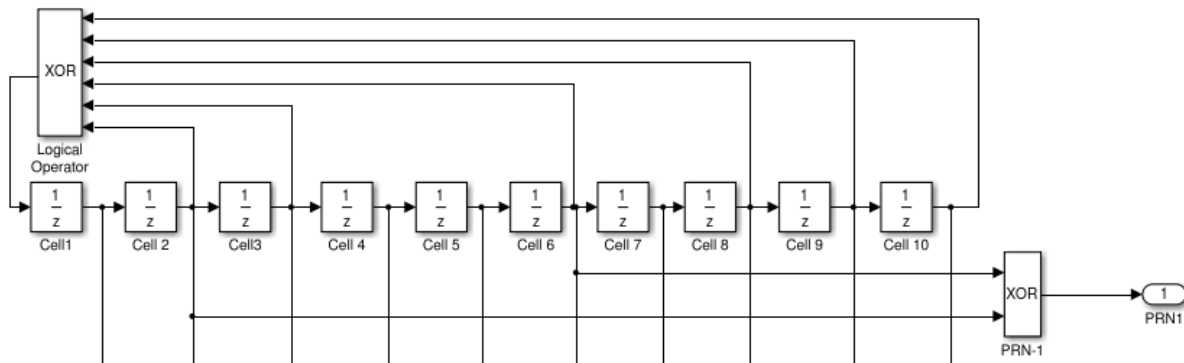 XOR
Logical
Operator
1
z
Cell1
1
z
Cell 2
1
z
Cell3
1
z
Cell 4
1
z
Cell 5
1
z
Cell 6
1
z
Cell 7
1
z
Cell 8
1
z
Cell 9
1
z
Cell 10
XOR
PRN-1
1
PRN1